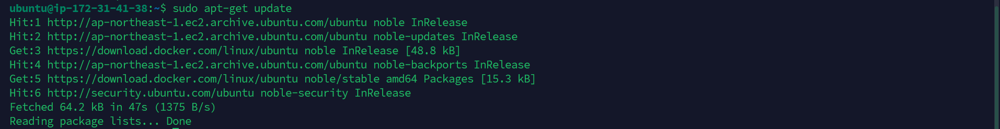 ubuntu@ip-172-31-41-38:~$ sudo apt-get update
Hit:1 http://ap-northeast-1.ec2.archive.ubuntu.com/ubuntu noble InRelease
Hit:2 http://ap-northeast-1.ec2.archive.ubuntu.com/ubuntu noble-updates InRelease
Get:3 https://download.docker.com/linux/ubuntu noble InRelease [48.8 kB]
Hit:4 http://ap-northeast-1.ec2.archive.ubuntu.com/ubuntu noble-backports InRelease
Get:5 https://download.docker.com/linux/ubuntu noble/stable amd64 Packages [15.3 kB]
Hit:6 http://security.ubuntu.com/ubuntu noble-security InRelease
Fetched 64.2 kB in 47s (1375 B/s)
Reading package lists... Done